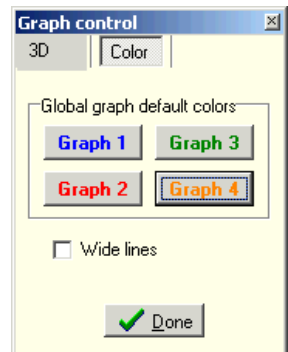 Graph control
3D Color
Global graph default colors
Graph 1 Graph 3
Graph 2 Graph 4
Wide lines
Done